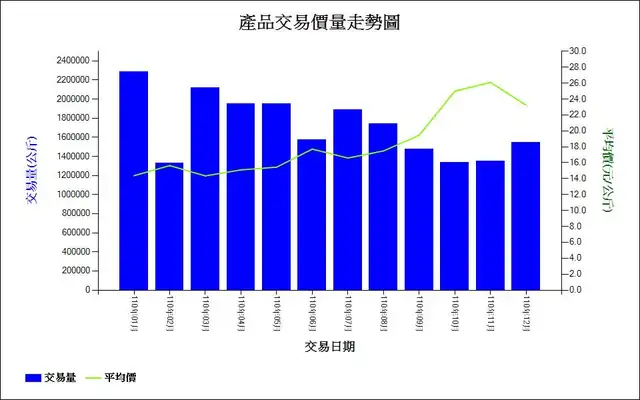 產品交易價量走勢圖
交易量(公斤)
2400000
2200000
2000000
1800000
1600000
1400000
1200000
1000000
800000
600000
400000
200000
0
30.0
28.0
26.0
24.0
22.0
20.0
18.0
16.0
14.0
12.0
10.0
8.0
6.0
4.0
2.0
0.0
平均價(元/公斤)
110年01月
110年02月
110年03月
110年04月
110年05月
110年06月
110年07月
110年08月
110年09月
110年10月
110年11月
110年12月
交易日期
交易量 平均價